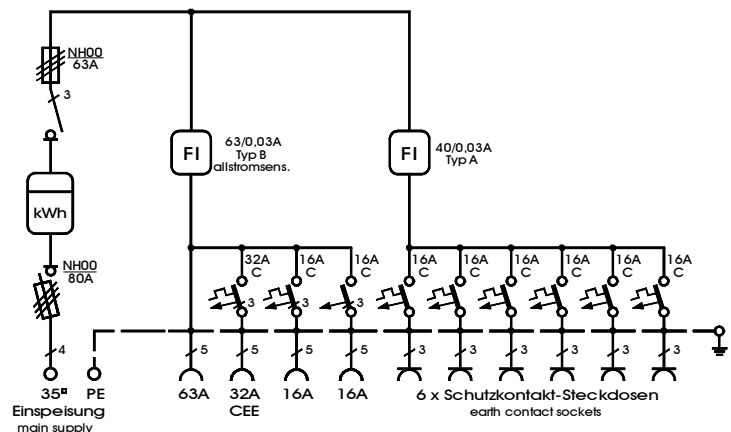 NH00
63A
3
FI
63/0,03A
Typ B
allstromsens.
FI
40/0,03A
Typ A
kWh
NH00
80A
32A
C
16A
C
16A
C
16A
C
16A
C
16A
C
16A
C
16A
C
16A
C
3
3
3
4
5
5
5
5
3
3
3
3
3
3
35¤
PE
63A
32A
16A
16A
CEE
Einspeisung
main supply
6 x Schutzkontakt-Steckdosen
earth contact sockets